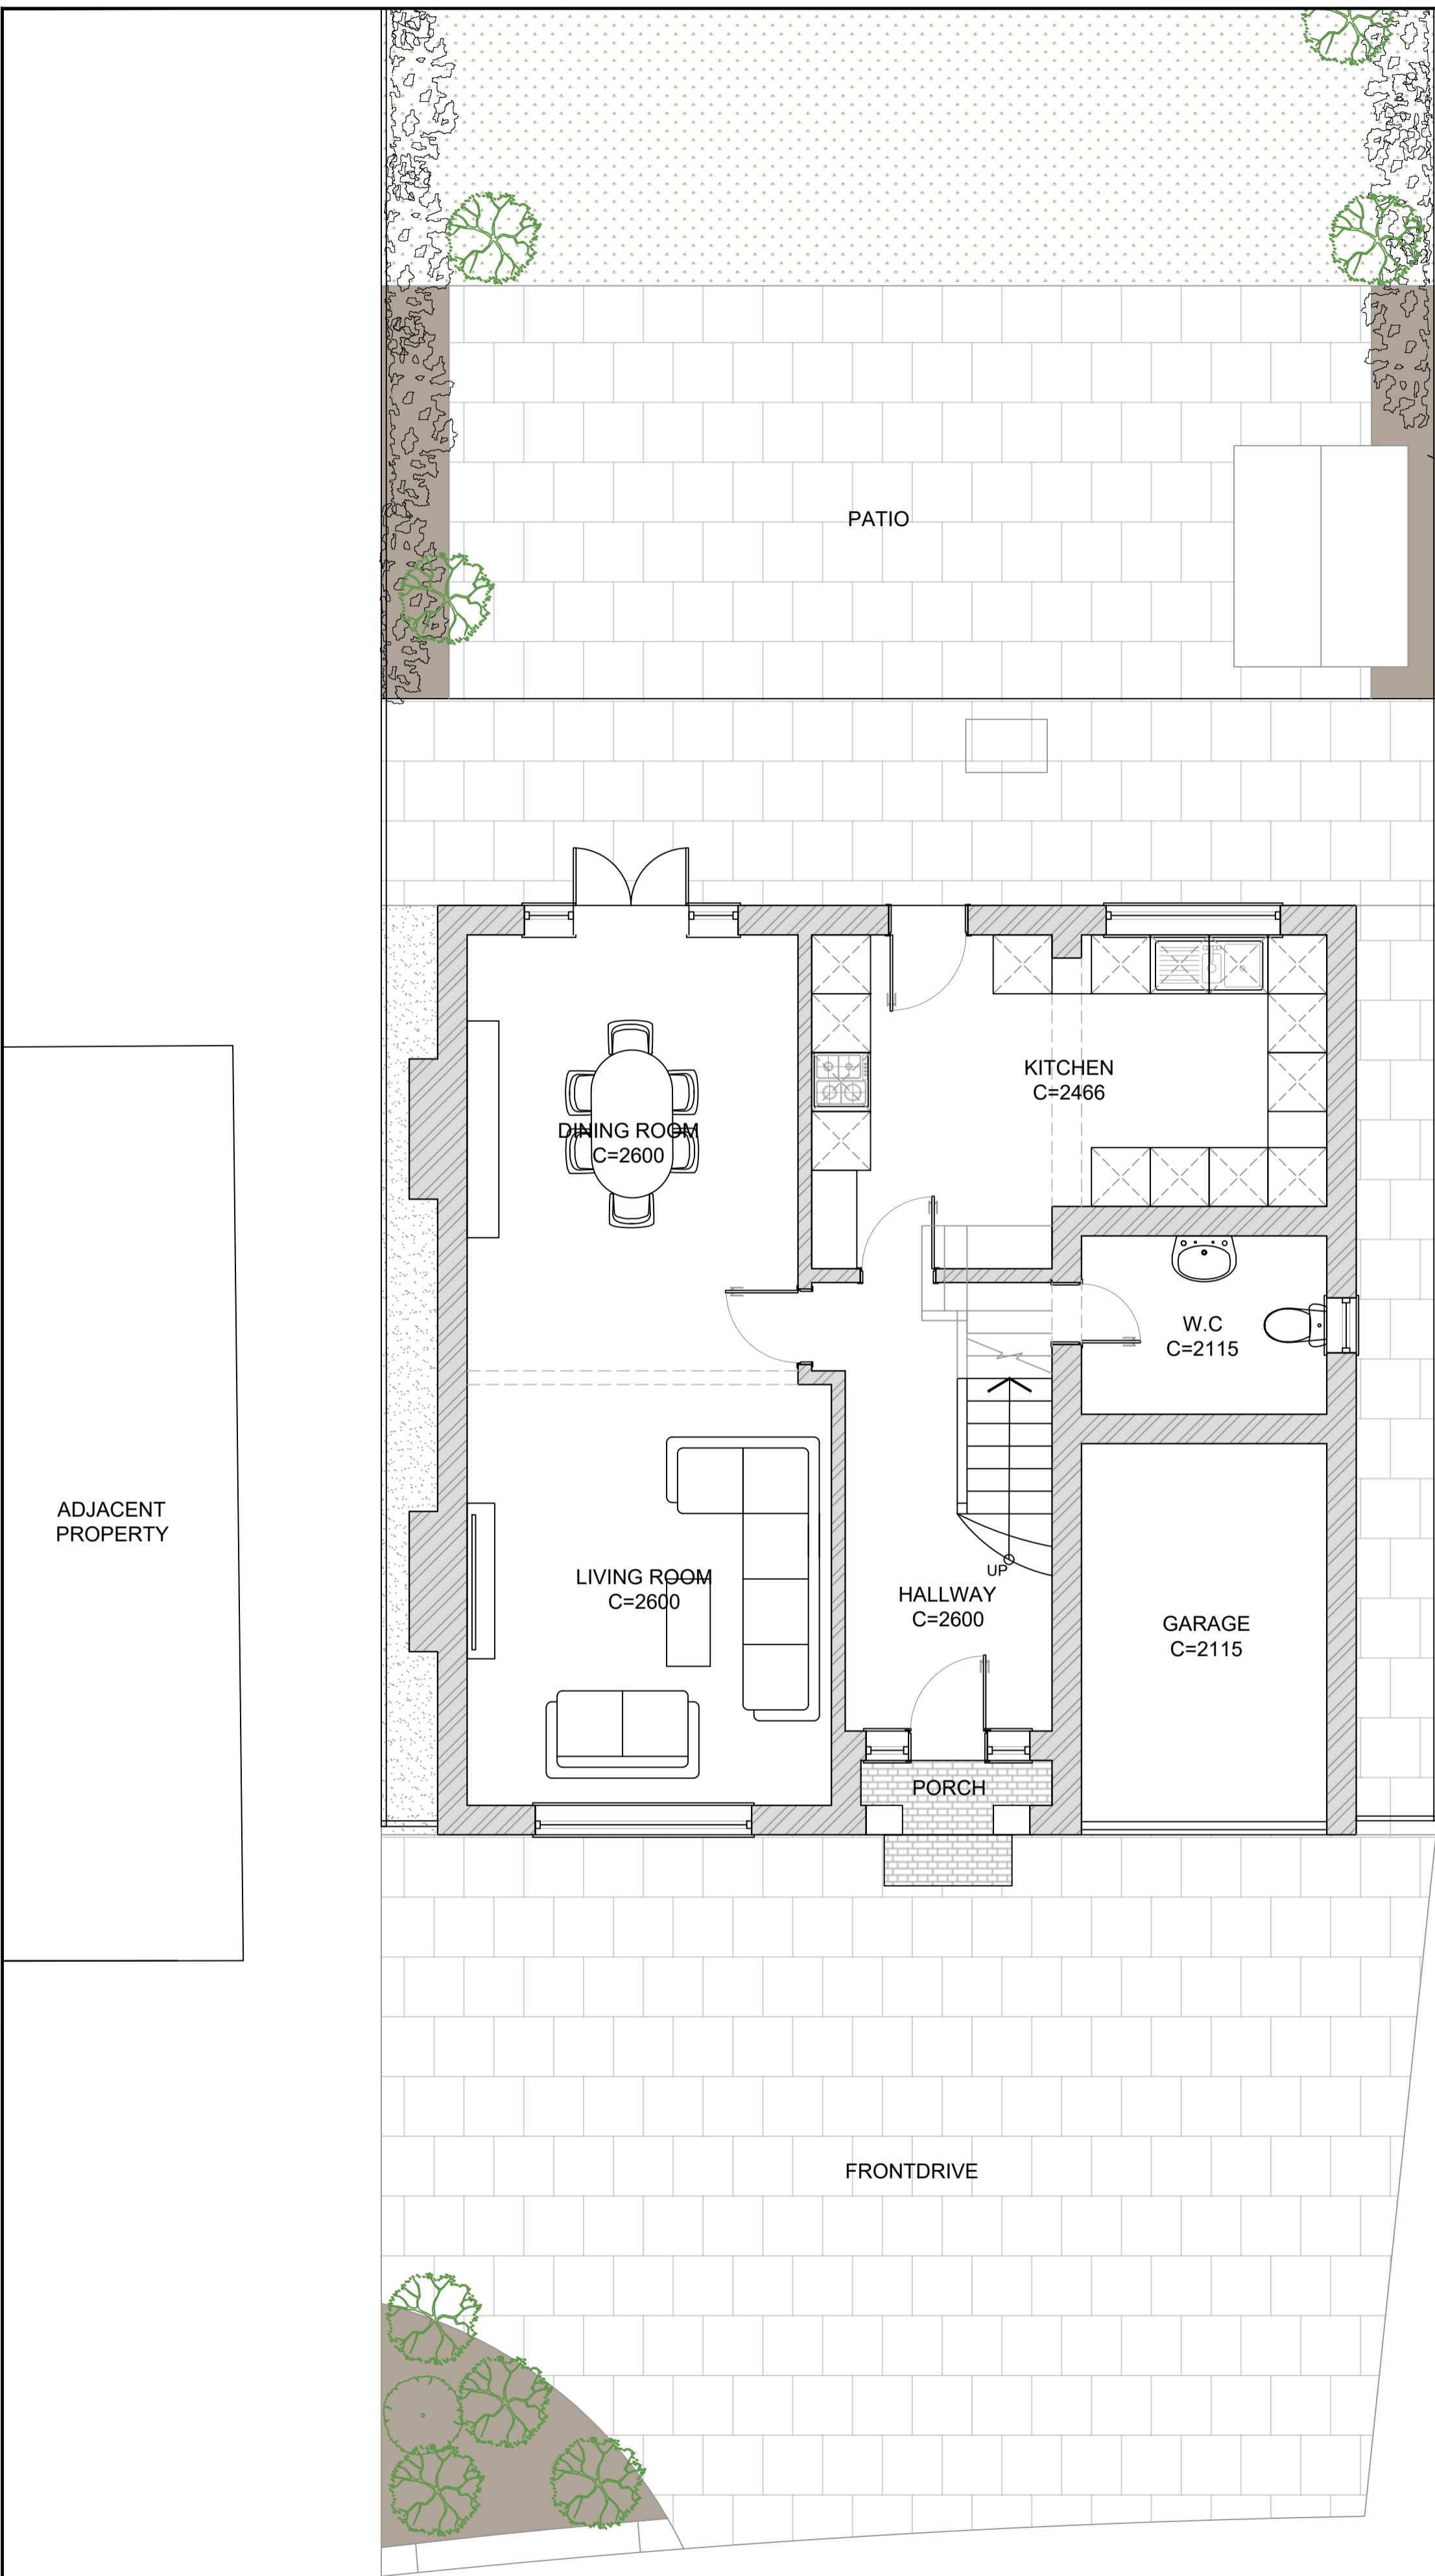 PATIO
KITCHEN
C=2466
DINING ROOM
C=2600
W.C
C=2115
ADJACENT
PROPERTY
LIVING ROOM
C=2600
UP
HALLWAY
C=2600
GARAGE
C=2115
PORCH
FRONTDRIVE